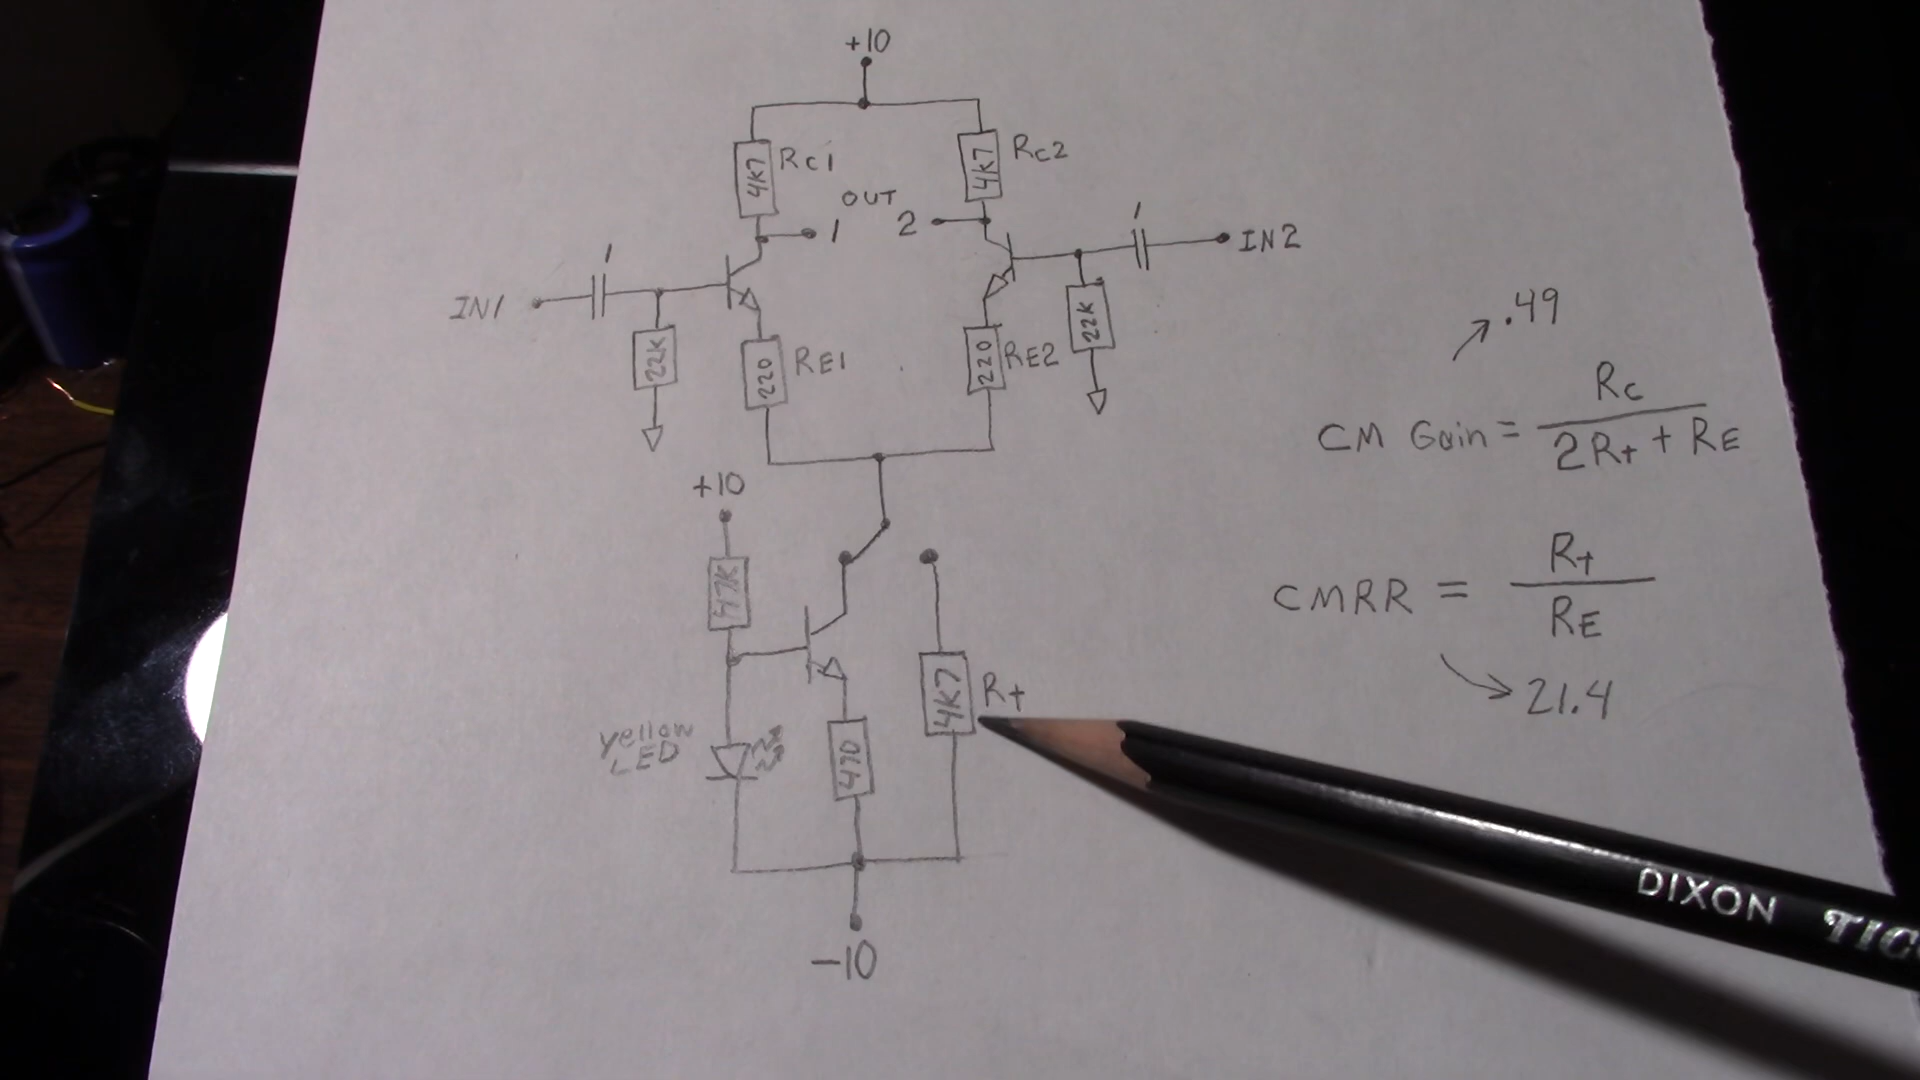 +10
4K7
RC1
4K7
RC2
OUT
1
2
1
IN2
1
IN1
22K
220
RE1
220
RE2
22K
.49
CM Gain = RC
2Rt + RE
+10
47K
CMRR = Rt
RE
21.4
4K7
Rt
yellow
LED
470
-10
DIXON TIC